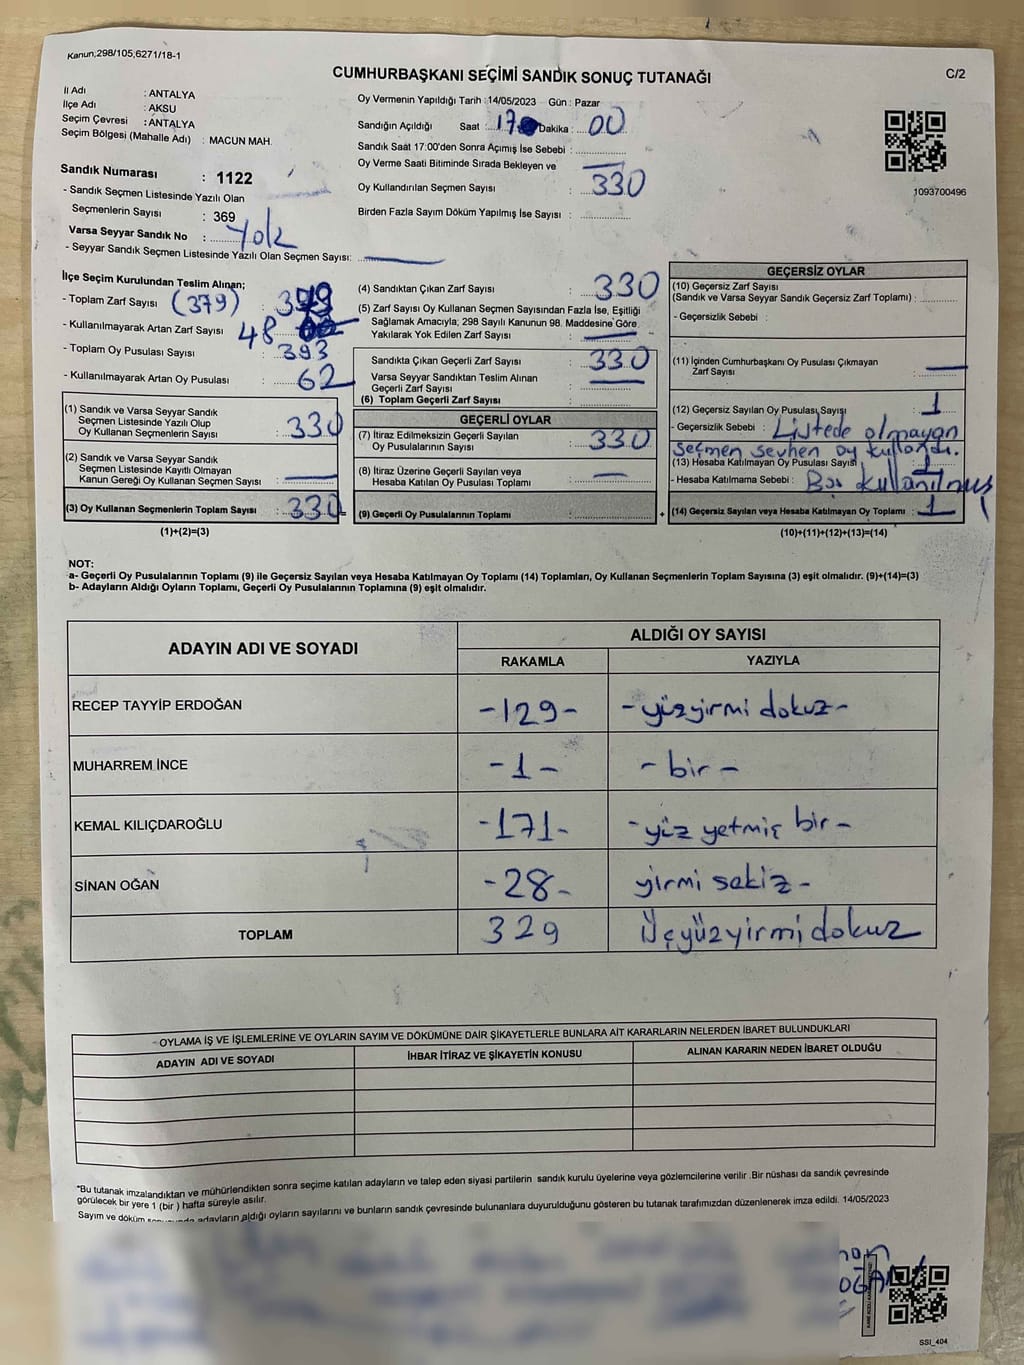 Kanun;298/105,6271/18-1
CUMHURBAŞKANI SEÇİMİ SANDIK SONUÇ TUTANAĞI
C/2
İl Adı : ANTALYA
İlçe Adı : AKSU
Seçim Çevresi : ANTALYA
Seçim Bölgesi (Mahalle Adı) : MACUN MAH.
Sandık Numarası : 1122
- Sandık Seçmen Listesinde Yazılı Olan
Seçmenlerin Sayısı : 369
Varsa Seyyar Sandık No : Yok
- Seyyar Sandık Seçmen Listesinde Yazılı Olan Seçmen Sayısı:
Oy Vermenin Yapıldığı Tarih : 14/05/2023 Gün : Pazar
Sandığın Açıldığı Saat : 17 Dakika : 00
Sandık Saat 17:00'den Sonra Açımış İse Sebebi :
Oy Verme Saati Bitiminde Sırada Bekleyen ve
Oy Kullandırılan Seçmen Sayısı : 330
Birden Fazla Sayım Döküm Yapılmış İse Sayısı :
1093700496
İlçe Seçim Kurulundan Teslim Alınan;
- Toplam Zarf Sayısı (379) :
- Kullanılmayarak Artan Zarf Sayısı 48
- Toplam Oy Pusulası Sayısı : 393
- Kullanılmayarak Artan Oy Pusulası : 62
(1) Sandık ve Varsa Seyyar Sandık
Seçmen Listesinde Yazılı Olup
Oy Kullanan Seçmenlerin Sayısı : 330
(2) Sandık ve Varsa Seyyar Sandık
Seçmen Listesinde Kayıtlı Olmayan
Kanun Gereği Oy Kullanan Seçmen Sayısı :
(3) Oy Kullanan Seçmenlerin Toplam Sayısı : 330
(1)+(2)=(3)
(4) Sandıktan Çıkan Zarf Sayısı : 330
(5) Zarf Sayısı Oy Kullanan Seçmen Sayısından Fazla İse, Eşitliği
Sağlamak Amacıyla; 298 Sayılı Kanunun 98. Maddesine Göre
Yakılarak Yok Edilen Zarf Sayısı :
Sandıkta Çıkan Geçerli Zarf Sayısı : 330
Varsa Seyyar Sandıktan Teslim Alınan
Geçerli Zarf Sayısı :
(6) Toplam Geçerli Zarf Sayısı :
GEÇERLİ OYLAR
(7) İtiraz Edilmeksizin Geçerli Sayılan
Oy Pusulalarının Sayısı : 330
(8) İtiraz Üzerine Geçerli Sayılan veya
Hesaba Katılan Oy Pusulaları Toplamı :
(9) Geçerli Oy Pusulalarının Toplamı :
GEÇERSİZ OYLAR
(10) Geçersiz Zarf Sayısı
(Sandık ve Varsa Seyyar Sandık Geçersiz Zarf Toplamı) :
- Geçersizlik Sebebi :
(11) İçinden Cumhurbaşkanı Oy Pusulası Çıkmayan
Zarf Sayısı :
(12) Geçersiz Sayılan Oy Pusulası Sayısı : 1
- Geçersizlik Sebebi : Listede olmayan
seçmen sevhen oy kullandı.
(13) Hesaba Katılmayan Oy Pusulası Sayısı : 1
- Hesaba Katılmama Sebebi : Boş kullanılmış
+ (14) Geçersiz Sayılan veya Hesaba Katılmayan Oy Toplamı : 1
(10)+(11)+(12)+(13)=(14)
NOT:
a- Geçerli Oy Pusulalarının Toplamı (9) ile Geçersiz Sayılan veya Hesaba Katılmayan Oy Toplamı (14) Toplamları, Oy Kullanan Seçmenlerin Toplam Sayısına (3) eşit olmalıdır. (9)+(14)=(3)
b- Adayların Aldığı Oyların Toplamı, Geçerli Oy Pusulalarının Toplamına (9) eşit olmalıdır.
ADAYIN ADI VE SOYADI
ALDIĞI OY SAYISI
RAKAMLA YAZIYLA
RECEP TAYYİP ERDOĞAN -129- -yüzyirmi dokuz-
MUHARREM İNCE -1- -bir-
KEMAL KILIÇDAROĞLU -171- -yüz yetmiş bir-
SİNAN OĞAN -28- yirmi sekiz-
TOPLAM 329 Üçyüzyirmidokuz
- OYLAMA İŞ VE İŞLEMLERİNE VE OYLARIN SAYIM VE DÖKÜMÜNE DAİR ŞİKAYETLERLE BUNLARA AİT KARARLARIN NELERDEN İBARET BULUNDUKLARI
ADAYIN ADI VE SOYADI İHBAR İTİRAZ VE ŞİKAYETİN KONUSU ALINAN KARARIN NEDEN İBARET OLDUĞU
*Bu tutanak imzalandıktan ve mühürlendikten sonra seçime katılan adayların ve talep eden siyasi partilerin sandık kurulu üyelerine veya gözlemcilerine verilir .Bir nüshası da sandık çevresinde
görülecek bir yere 1 (bir ) hafta süreyle asılır.
Sayım ve döküm sonucunda adayların aldığı oyların sayılarını ve bunların sandık çevresinde bulunanlara duyurulduğunu gösteren bu tutanak tarafımızdan düzenlenerek imza edildi. 14/05/2023
SSI_404